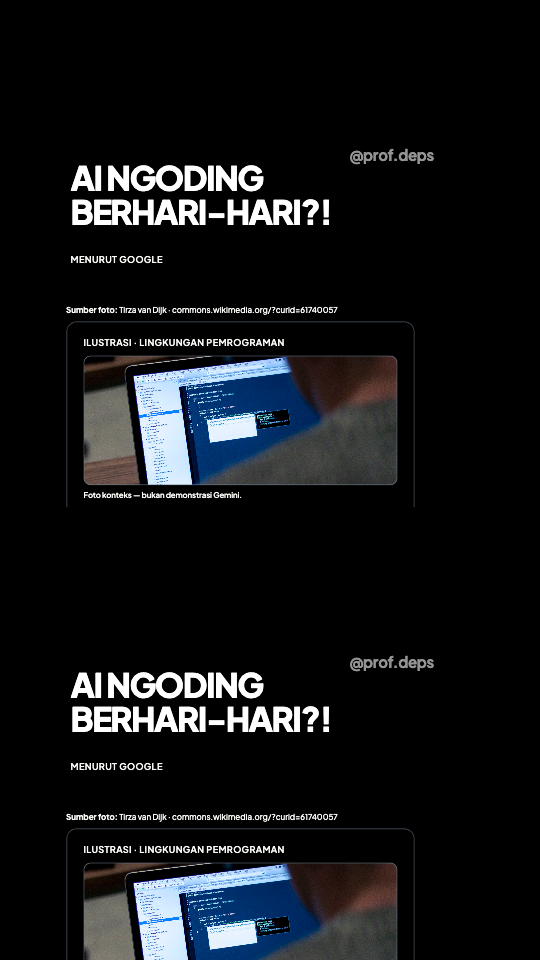 @prof.deps
AI NGODING
BERHARI-HARI?!
MENURUT GOOGLE
Sumber foto: Tirza van Dijk · commons.wikimedia.org/?curid=61740057
ILUSTRASI · LINGKUNGAN PEMROGRAMAN
Foto konteks — bukan demonstrasi Gemini.
@prof.deps
AI NGODING
BERHARI-HARI?!
MENURUT GOOGLE
Sumber foto: Tirza van Dijk · commons.wikimedia.org/?curid=61740057
ILUSTRASI · LINGKUNGAN PEMROGRAMAN